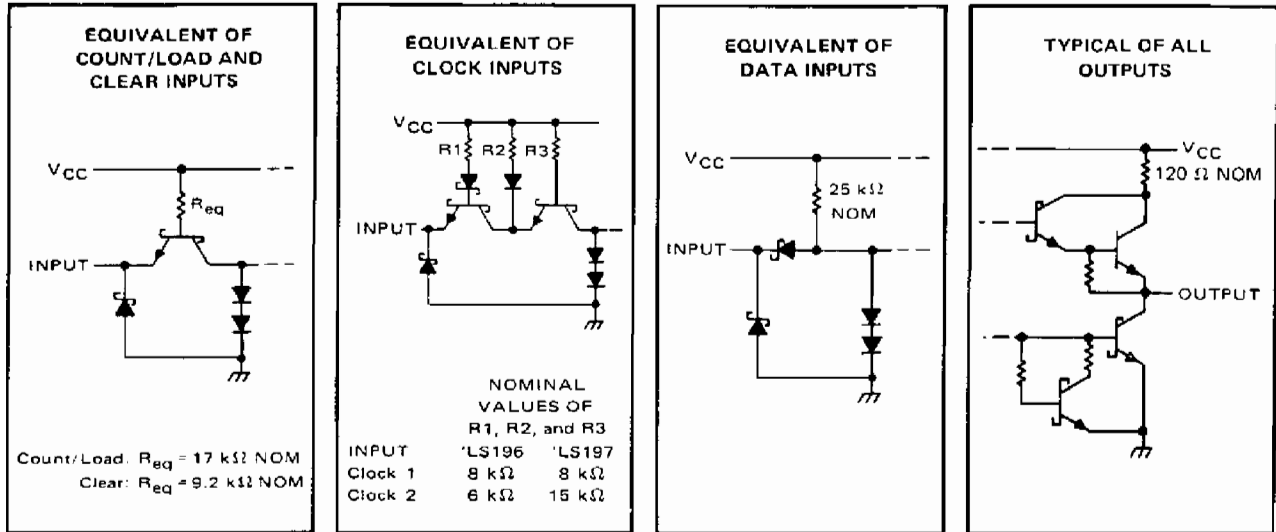 EQUIVALENT OF
COUNT/LOAD AND
CLEAR INPUTS
VCC
Req
INPUT
Count/Load: Req = 17 kΩ NOM
Clear: Req = 9.2 kΩ NOM
EQUIVALENT OF
CLOCK INPUTS
VCC
R1 R2 R3
INPUT
NOMINAL
VALUES OF
R1, R2, and R3
INPUT 'LS196 'LS197
Clock 1 8 kΩ 8 kΩ
Clock 2 6 kΩ 15 kΩ
EQUIVALENT OF
DATA INPUTS
VCC
25 kΩ
NOM
INPUT
TYPICAL OF ALL
OUTPUTS
VCC
120 Ω NOM
OUTPUT